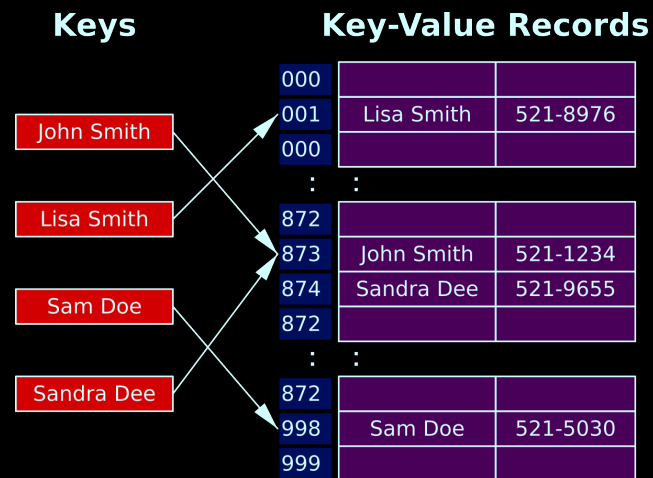 Keys
Key-Value Records
000
John Smith
001 Lisa Smith 521-8976
000
: :
Lisa Smith
872
873 John Smith 521-1234
Sam Doe
874 Sandra Dee 521-9655
872
: :
Sandra Dee
872
998 Sam Doe 521-5030
999